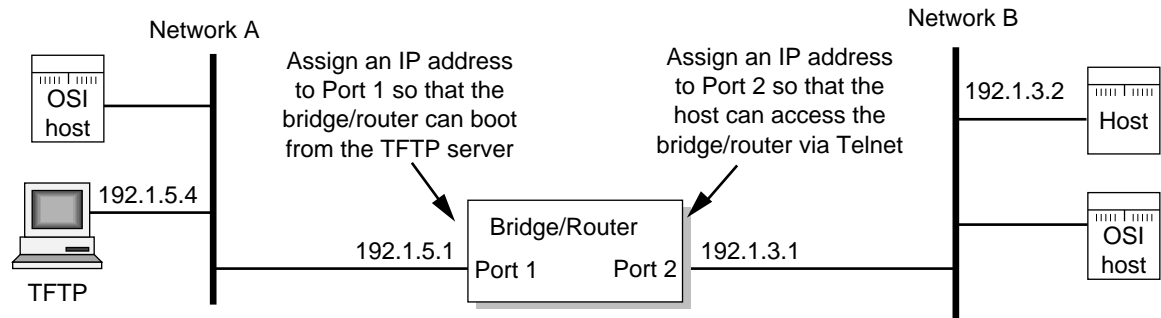 Network A
Network B
Assign an IP address
to Port 1 so that the
bridge/router can boot
from the TFTP server
Assign an IP address
to Port 2 so that the
host can access the
bridge/router via Telnet
OSI
host
192.1.3.2
Host
192.1.5.4
TFTP
Bridge/Router
192.1.5.1
Port 1
Port 2
192.1.3.1
OSI
host